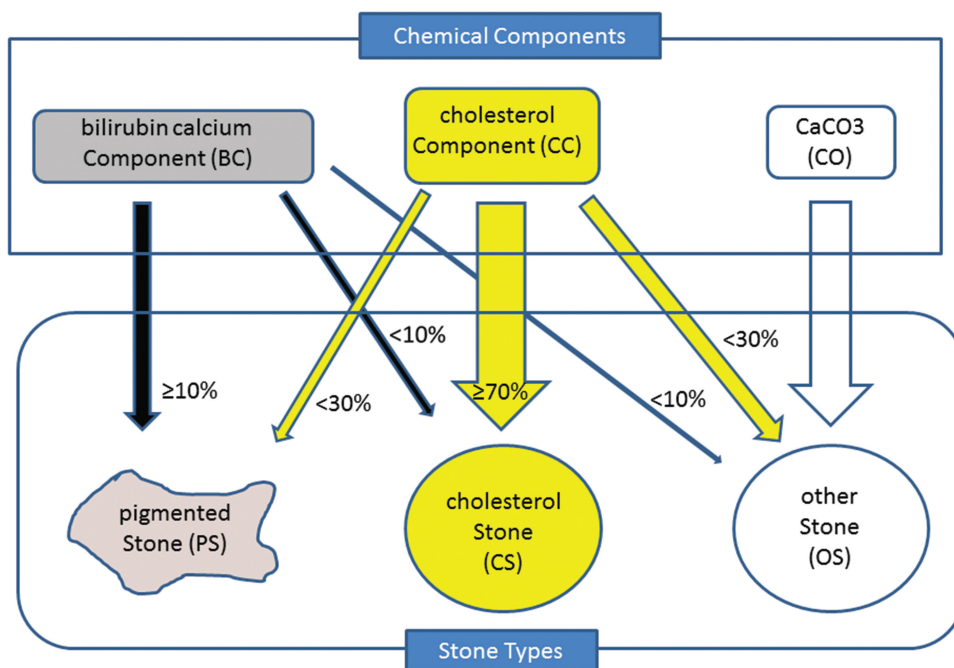 Chemical Components
bilirubin calcium
Component (BC)
cholesterol
Component (CC)
CaCO3
(CO)
≥10%
<30%
<10%
≥70%
<10%
<30%
pigmented
Stone (PS)
cholesterol
Stone
(CS)
other
Stone
(OS)
Stone Types